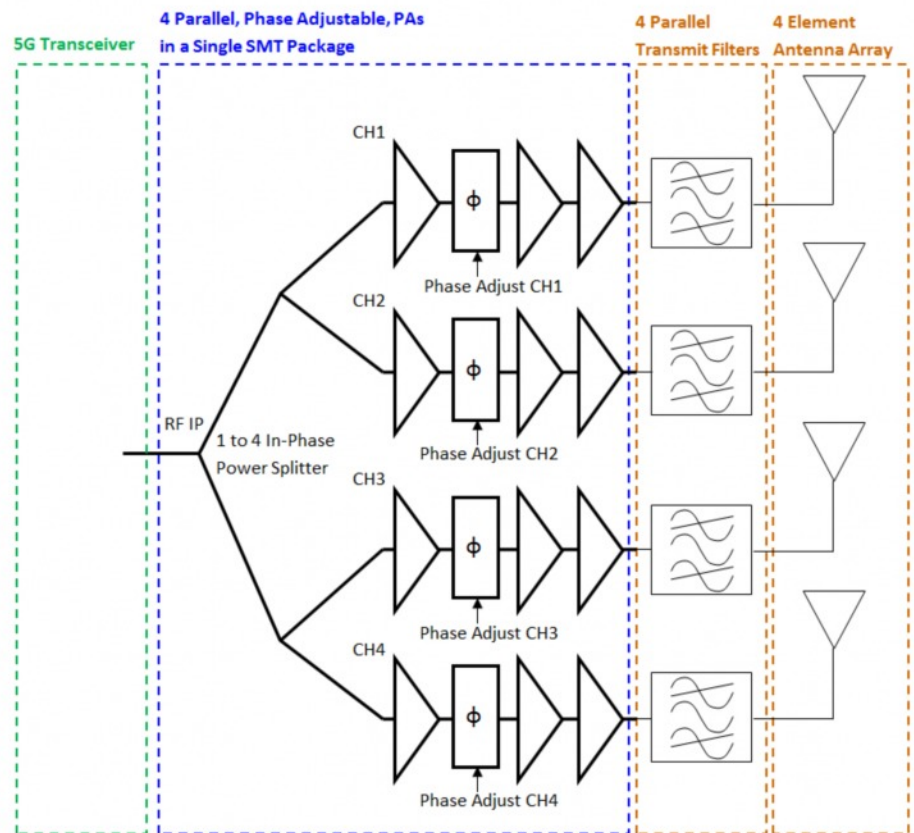 5G Transceiver
4 Parallel, Phase Adjustable, PAs
in a Single SMT Package
4 Parallel
Transmit Filters
4 Element
Antenna Array
CH1
ϕ
Phase Adjust CH1
CH2
ϕ
Phase Adjust CH2
RF IP
1 to 4 In-Phase
Power Splitter
CH3
ϕ
Phase Adjust CH3
CH4
ϕ
Phase Adjust CH4